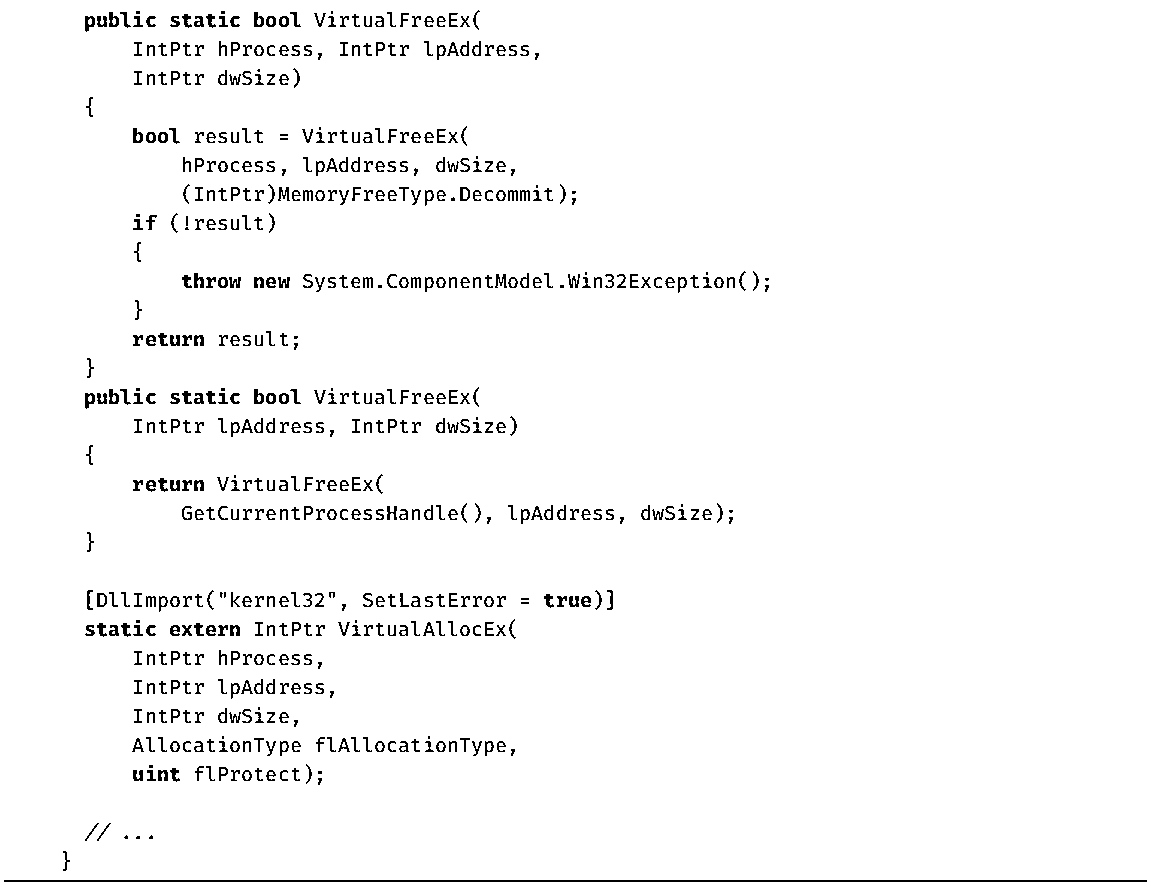 public static bool VirtualFreeEx(
    IntPtr hProcess, IntPtr lpAddress,
    IntPtr dwSize)
{
    bool result = VirtualFreeEx(
        hProcess, lpAddress, dwSize,
        (IntPtr)MemoryFreeType.Decommit);
    if (!result)
    {
        throw new System.ComponentModel.Win32Exception();
    }
    return result;
}
public static bool VirtualFreeEx(
    IntPtr lpAddress, IntPtr dwSize)
{
    return VirtualFreeEx(
        GetCurrentProcessHandle(), lpAddress, dwSize);
}

[DllImport("kernel32", SetLastError = true)]
static extern IntPtr VirtualAllocEx(
    IntPtr hProcess,
    IntPtr lpAddress,
    IntPtr dwSize,
    AllocationType flAllocationType,
    uint flProtect);

// ...
}